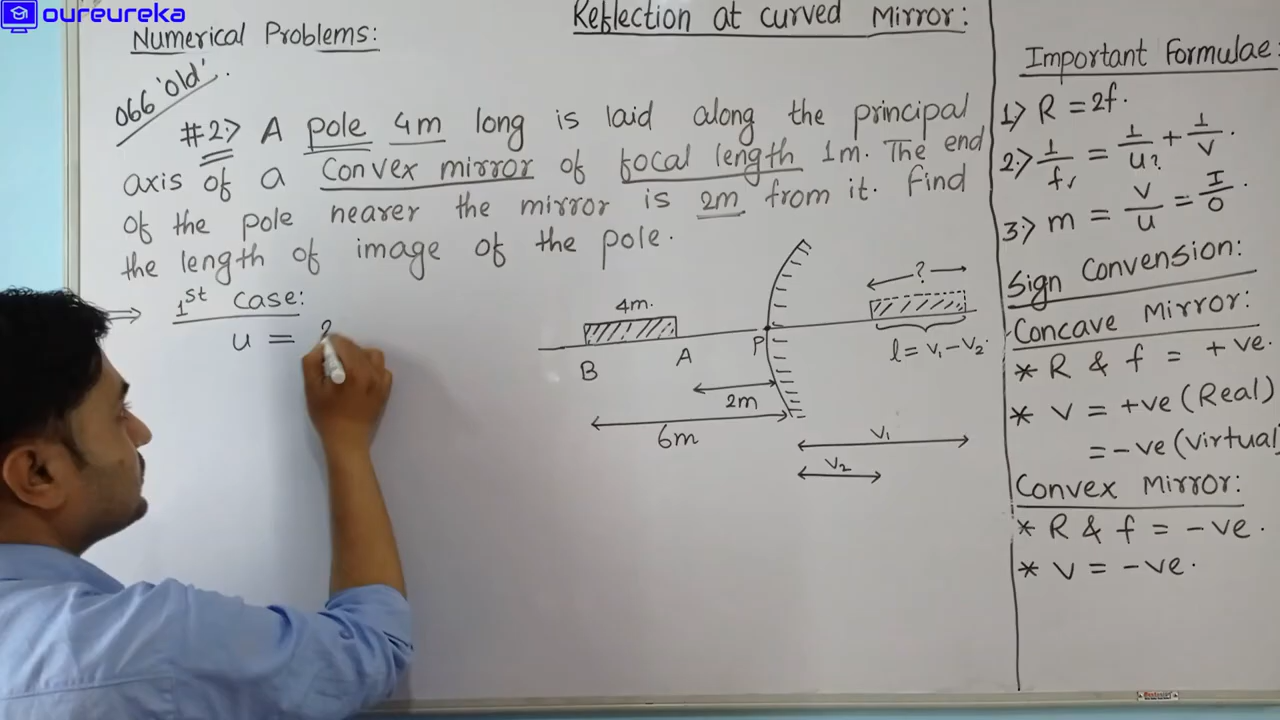 oureureka
Reflection at curved Mirror:
Numerical Problems:
066 'old'.
#2:> A pole 4m long is laid along the principal
axis of a Convex mirror of focal length 1m. The end
of the pole nearer the mirror is 2m from it. Find
the length of image of the pole.
=> 1st Case:
u =
4m.
B
A
P
2m
6m
?
l = v₁ - v₂.
v₁
v₂
Important Formulae:
1:> R = 2f.
2:> 1/f = 1/u + 1/v.
3:> m = v/u = I/O.
Sign Convension:
Concave Mirror:
* R & f = +ve.
* v = +ve (Real)
= -ve (virtual)
Convex Mirror:
* R & f = -ve.
* v = -ve.